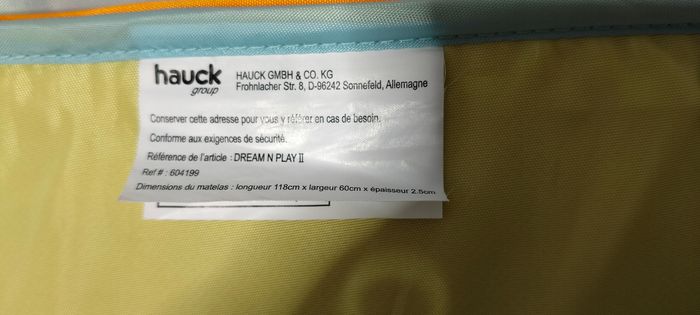 hauck
group
HAUCK GMBH & CO. KG
Frohnlacher Str. 8, D-96242 Sonnefeld, Allemagne
Conserver cette adresse pour vous y référer en cas de besoin.
Conforme aux exigences de sécurité.
Référence de l'article : DREAM N PLAY II
Ref # : 604199
Dimensions du matelas : longueur 118cm x largeur 60cm x épaisseur 2.5cm